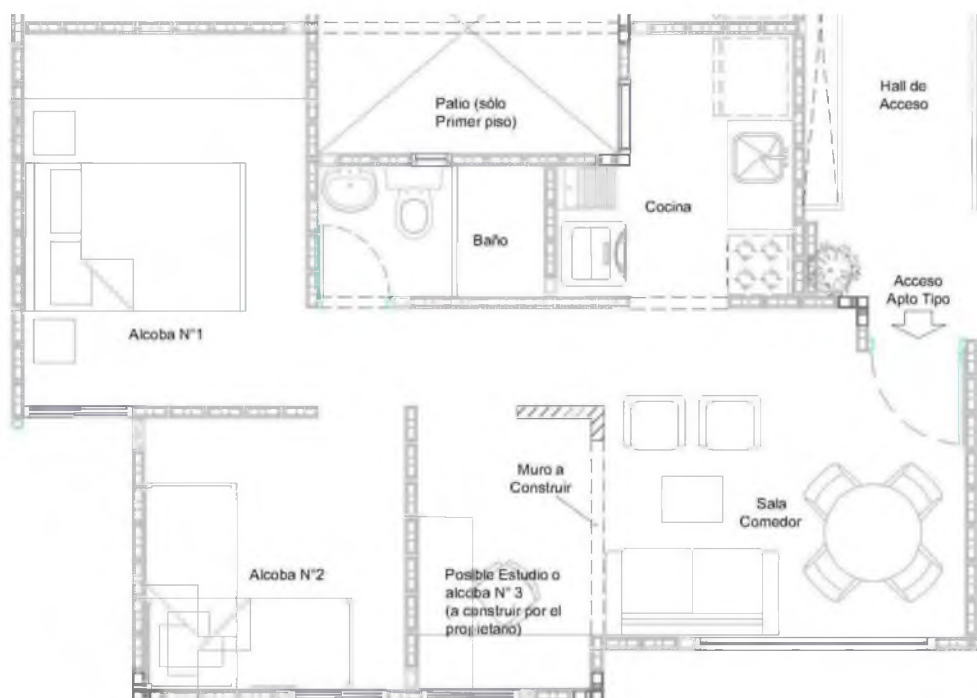 Patio (sólo
Primer piso)
Hall de
Acceso
Cocina
Baño
Acceso
Apto Tipo
Alcoba N°1
Muro a
Construir
Sala
Comedor
Alcoba N°2
Posible Estudio o
alcoba N° 3
(a construir por el
propietario)